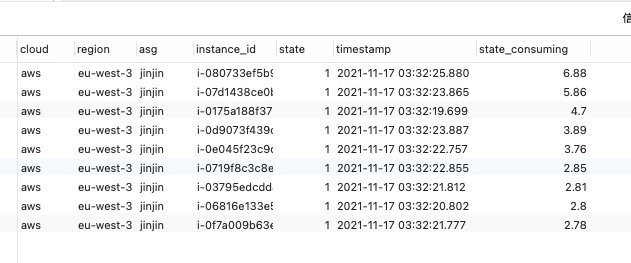 信
cloud region asg instance_id state timestamp state_consuming
aws eu-west-3 jinjin i-080733ef5b9 1 2021-11-17 03:32:25.880 6.88
aws eu-west-3 jinjin i-07d1438ce0b 1 2021-11-17 03:32:23.865 5.86
aws eu-west-3 jinjin i-0175a188f37 1 2021-11-17 03:32:19.699 4.7
aws eu-west-3 jinjin i-0d9073f439c 1 2021-11-17 03:32:23.887 3.89
aws eu-west-3 jinjin i-0e045f23c9c 1 2021-11-17 03:32:22.757 3.76
aws eu-west-3 jinjin i-0719f8c3c8e 1 2021-11-17 03:32:22.855 2.85
aws eu-west-3 jinjin i-03795edcdd 1 2021-11-17 03:32:21.812 2.81
aws eu-west-3 jinjin i-06816e133e5 1 2021-11-17 03:32:20.802 2.8
aws eu-west-3 jinjin i-0f7a009b63e 1 2021-11-17 03:32:21.777 2.78